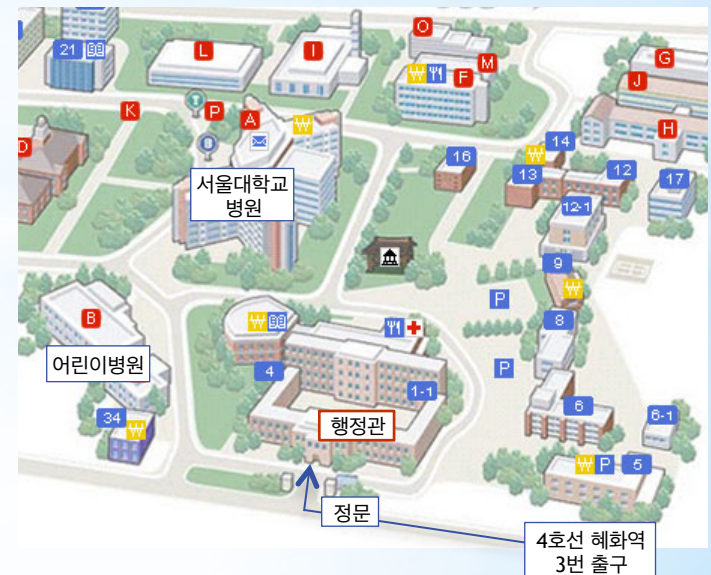 O
L
I
M
G
21
F
J
K
P
A
H
D
14
16
13
12
17
서울대학교
병원
12-1
9
P
B
8
어린이병원
4
P
1-1
6
34
행정관
6-1
P
5
정문
4호선 혜화역
3번 출구